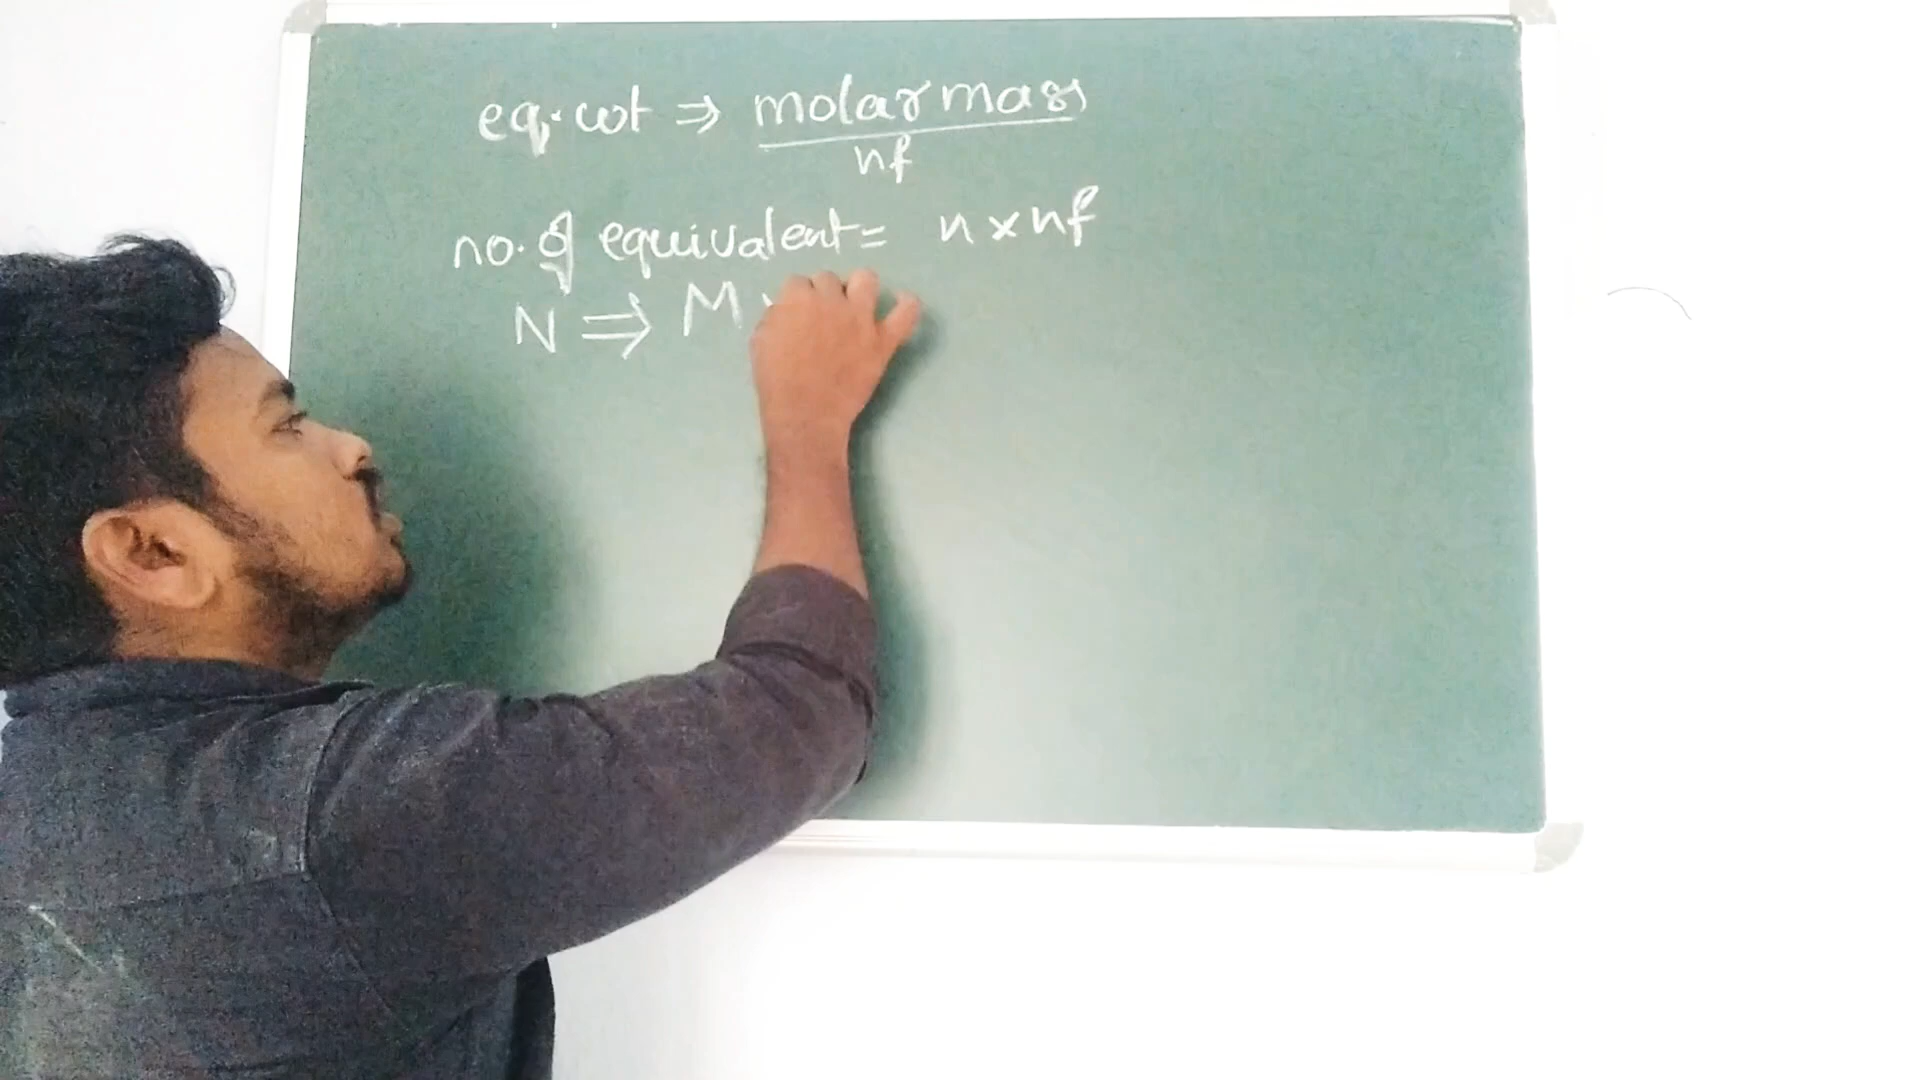 eq.wt ⇒ molar mass
nf
no. of equivalent = n × nf
N ⇒ M